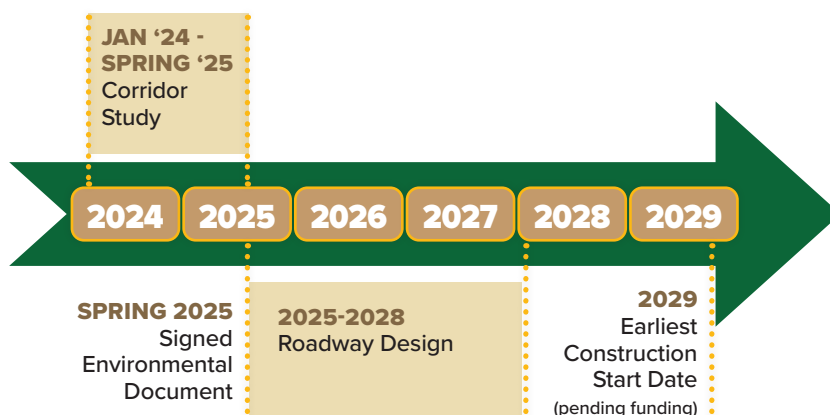 JAN ‘24 -
SPRING ‘25
Corridor
Study
2024 2025 2026 2027 2028 2029
SPRING 2025
Signed
Environmental
Document
2025-2028
Roadway Design
2029
Earliest
Construction
Start Date
(pending funding)